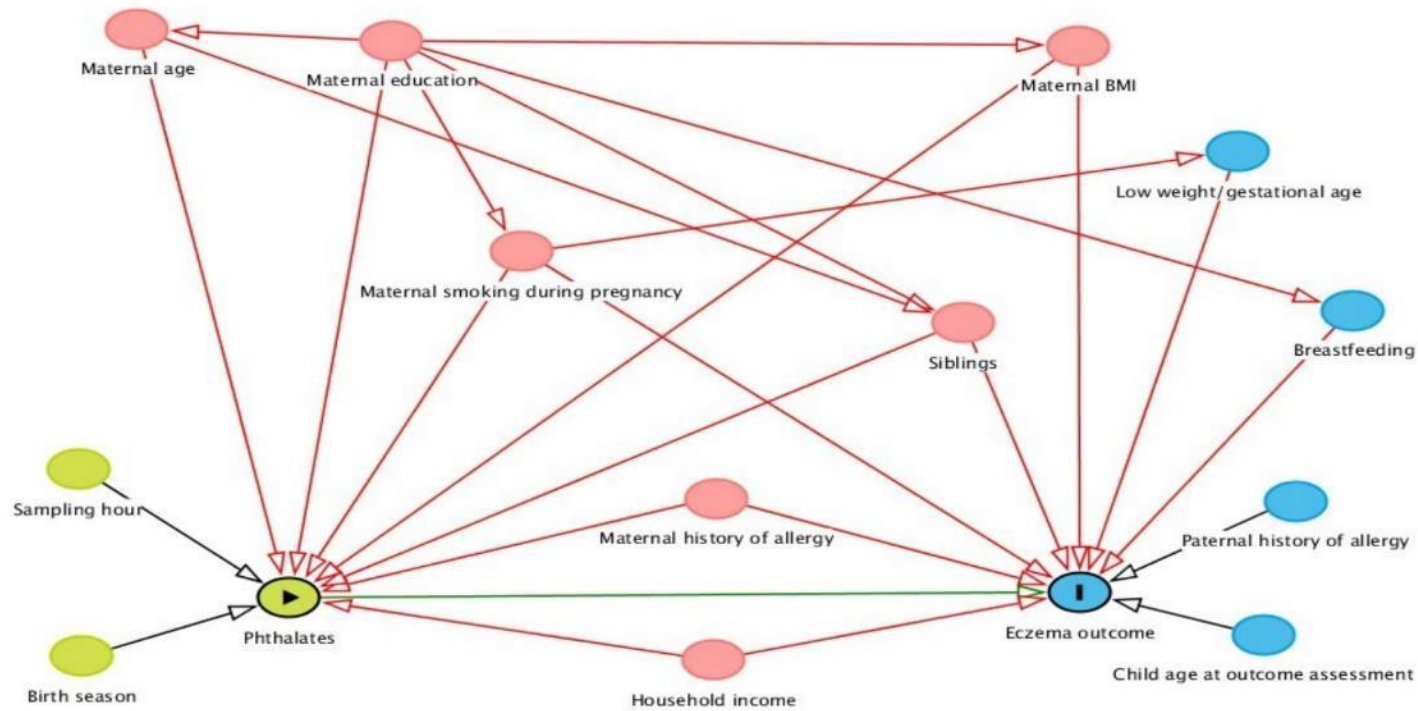 Maternal age
Maternal education
Maternal BMI
Low weight/gestational age
Maternal smoking during pregnancy
Breastfeeding
Siblings
Sampling hour
Maternal history of allergy
Paternal history of allergy
Phthalates
Eczema outcome
Child age at outcome assessment
Birth season
Household income